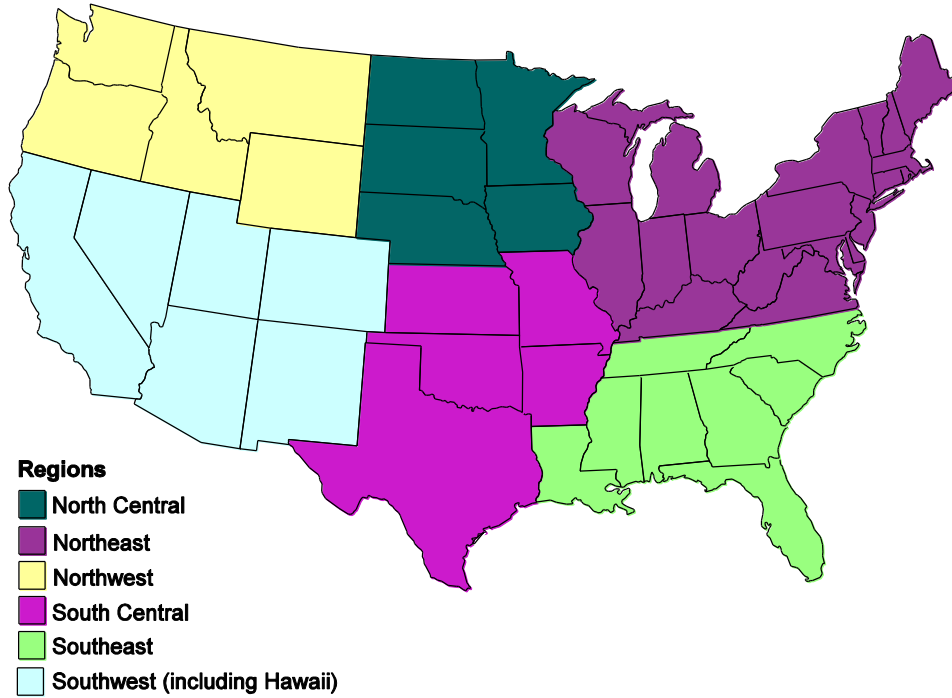 Regions
North Central
Northeast
Northwest
South Central
Southeast
Southwest (including Hawaii)